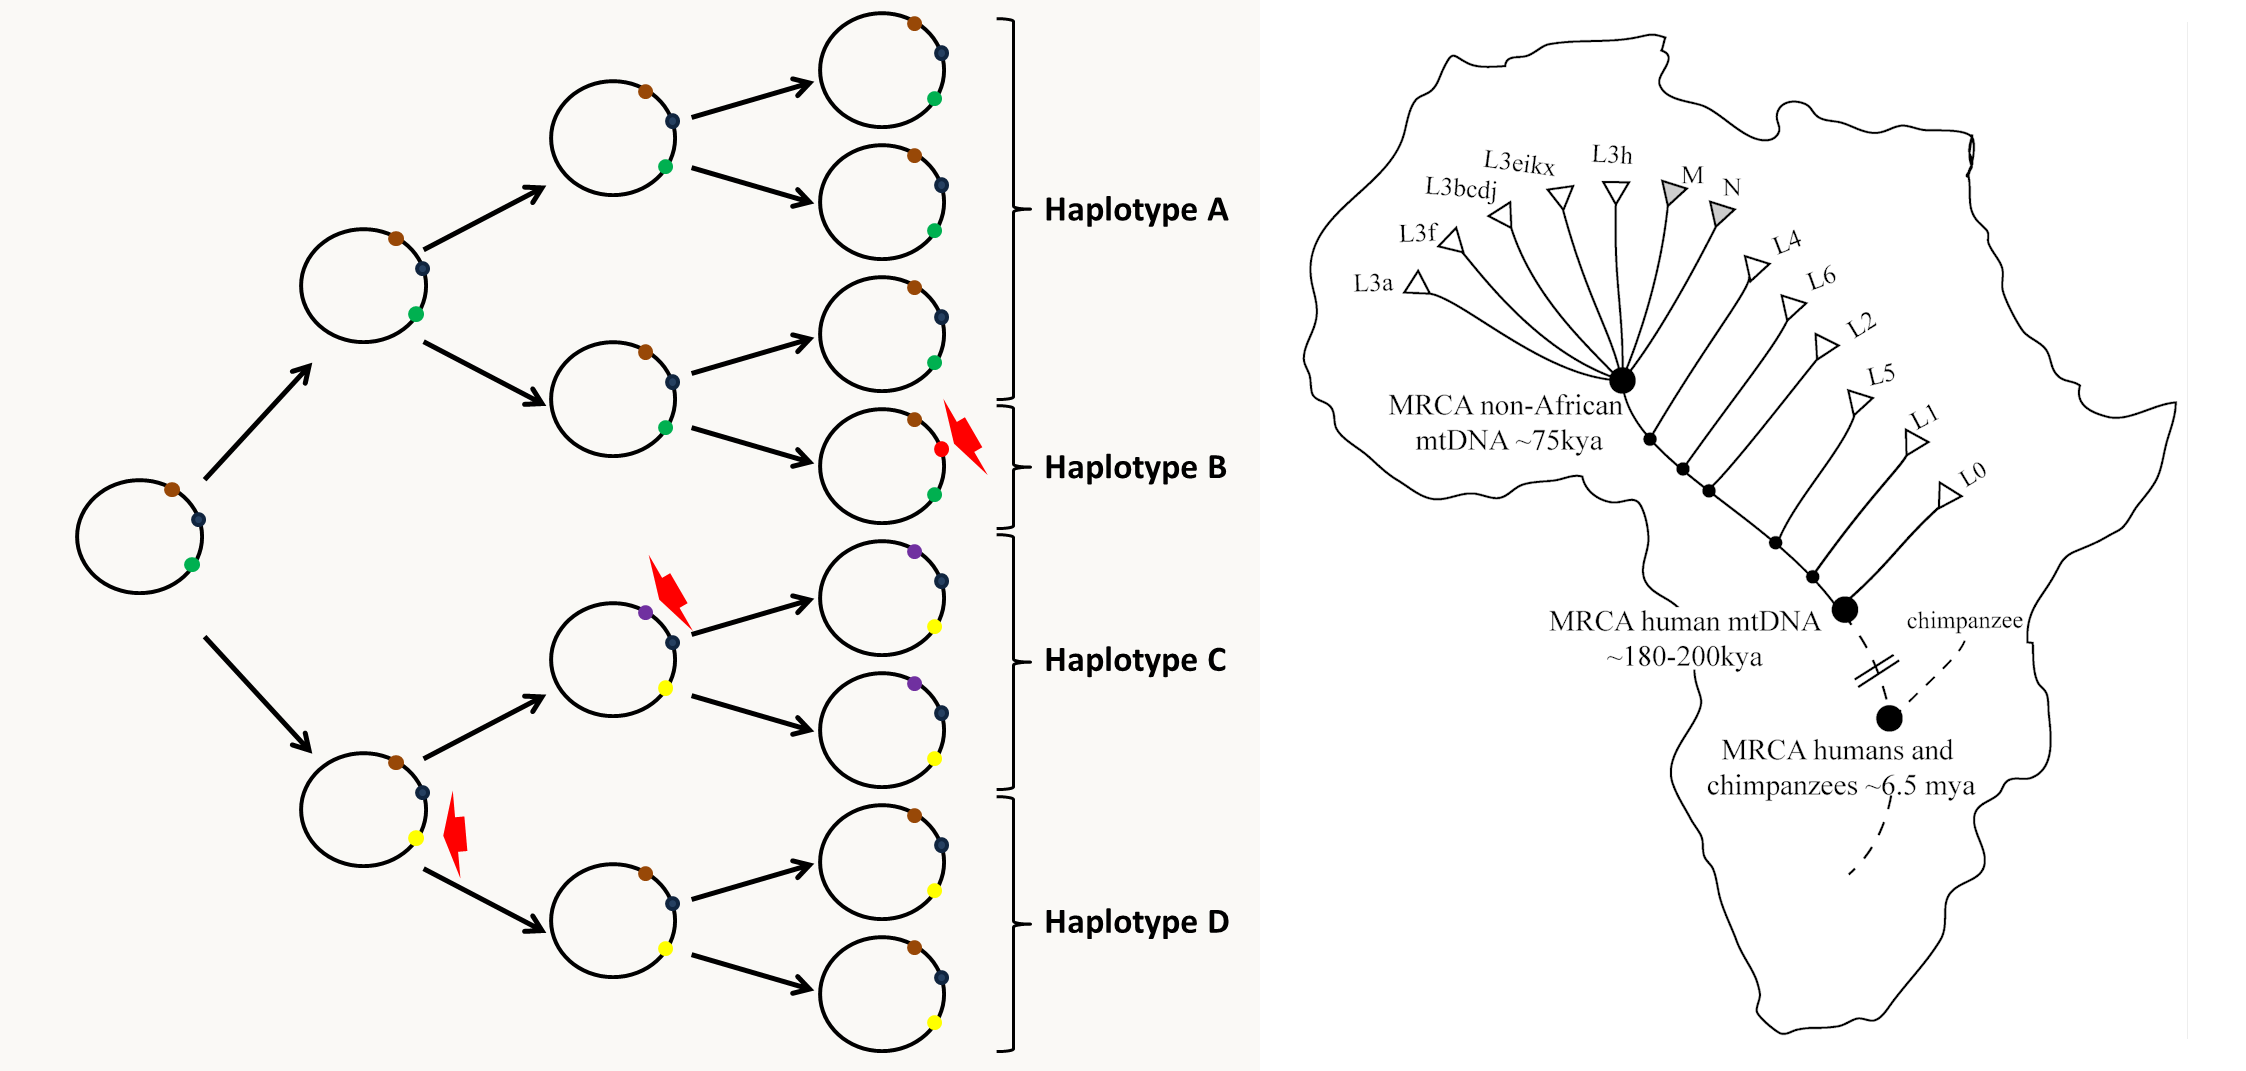 Haplotype A
Haplotype B
Haplotype C
Haplotype D
L3h
L3eikx
M
L3bcdj
N
L3f
L4
L3a
L6
L2
L5
MRCA non-African
mtDNA ~75kya
L1
L0
MRCA human mtDNA
~180-200kya
chimpanzee
MRCA humans and
chimpanzees ~6.5 mya